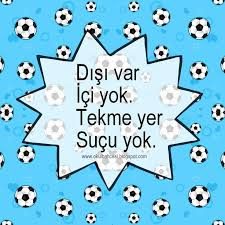 Dışı var
İçi yok.
Tekme yer
Suçu yok.